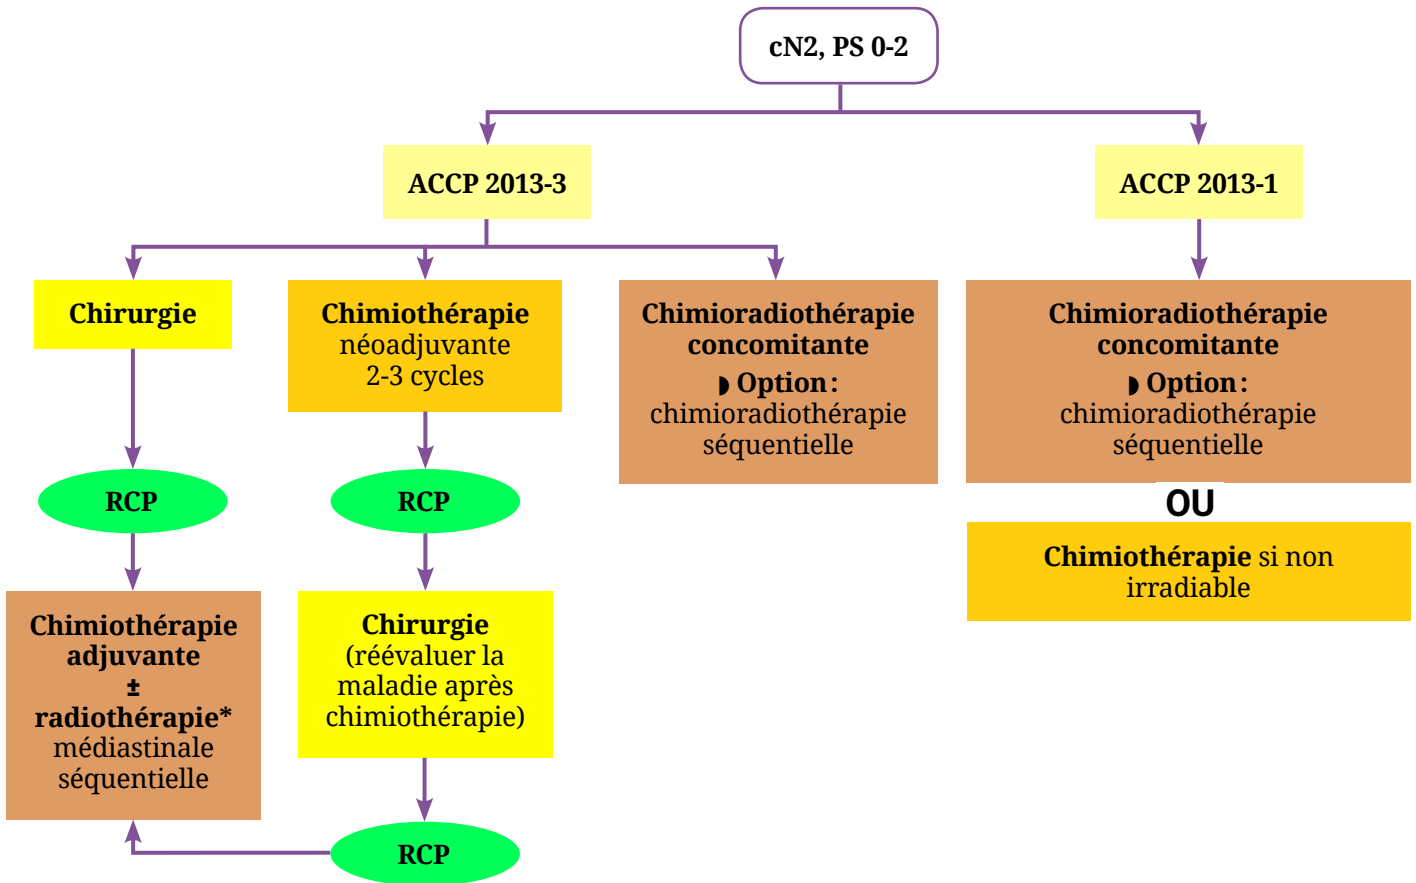 cN2, PS 0-2
ACCP 2013-3
ACCP 2013-1
Chirurgie
Chimiothérapie
néoadjuvante
2-3 cycles
Chimioradiothérapie
concomitante
◗ Option :
chimioradiothérapie
séquentielle
Chimioradiothérapie
concomitante
◗ Option :
chimioradiothérapie
séquentielle
OU
Chimiothérapie si non
irradiable
RCP
RCP
Chimiothérapie
adjuvante
±
radiothérapie*
médiastinale
séquentielle
Chirurgie
(réévaluer la
maladie après
chimiothérapie)
RCP